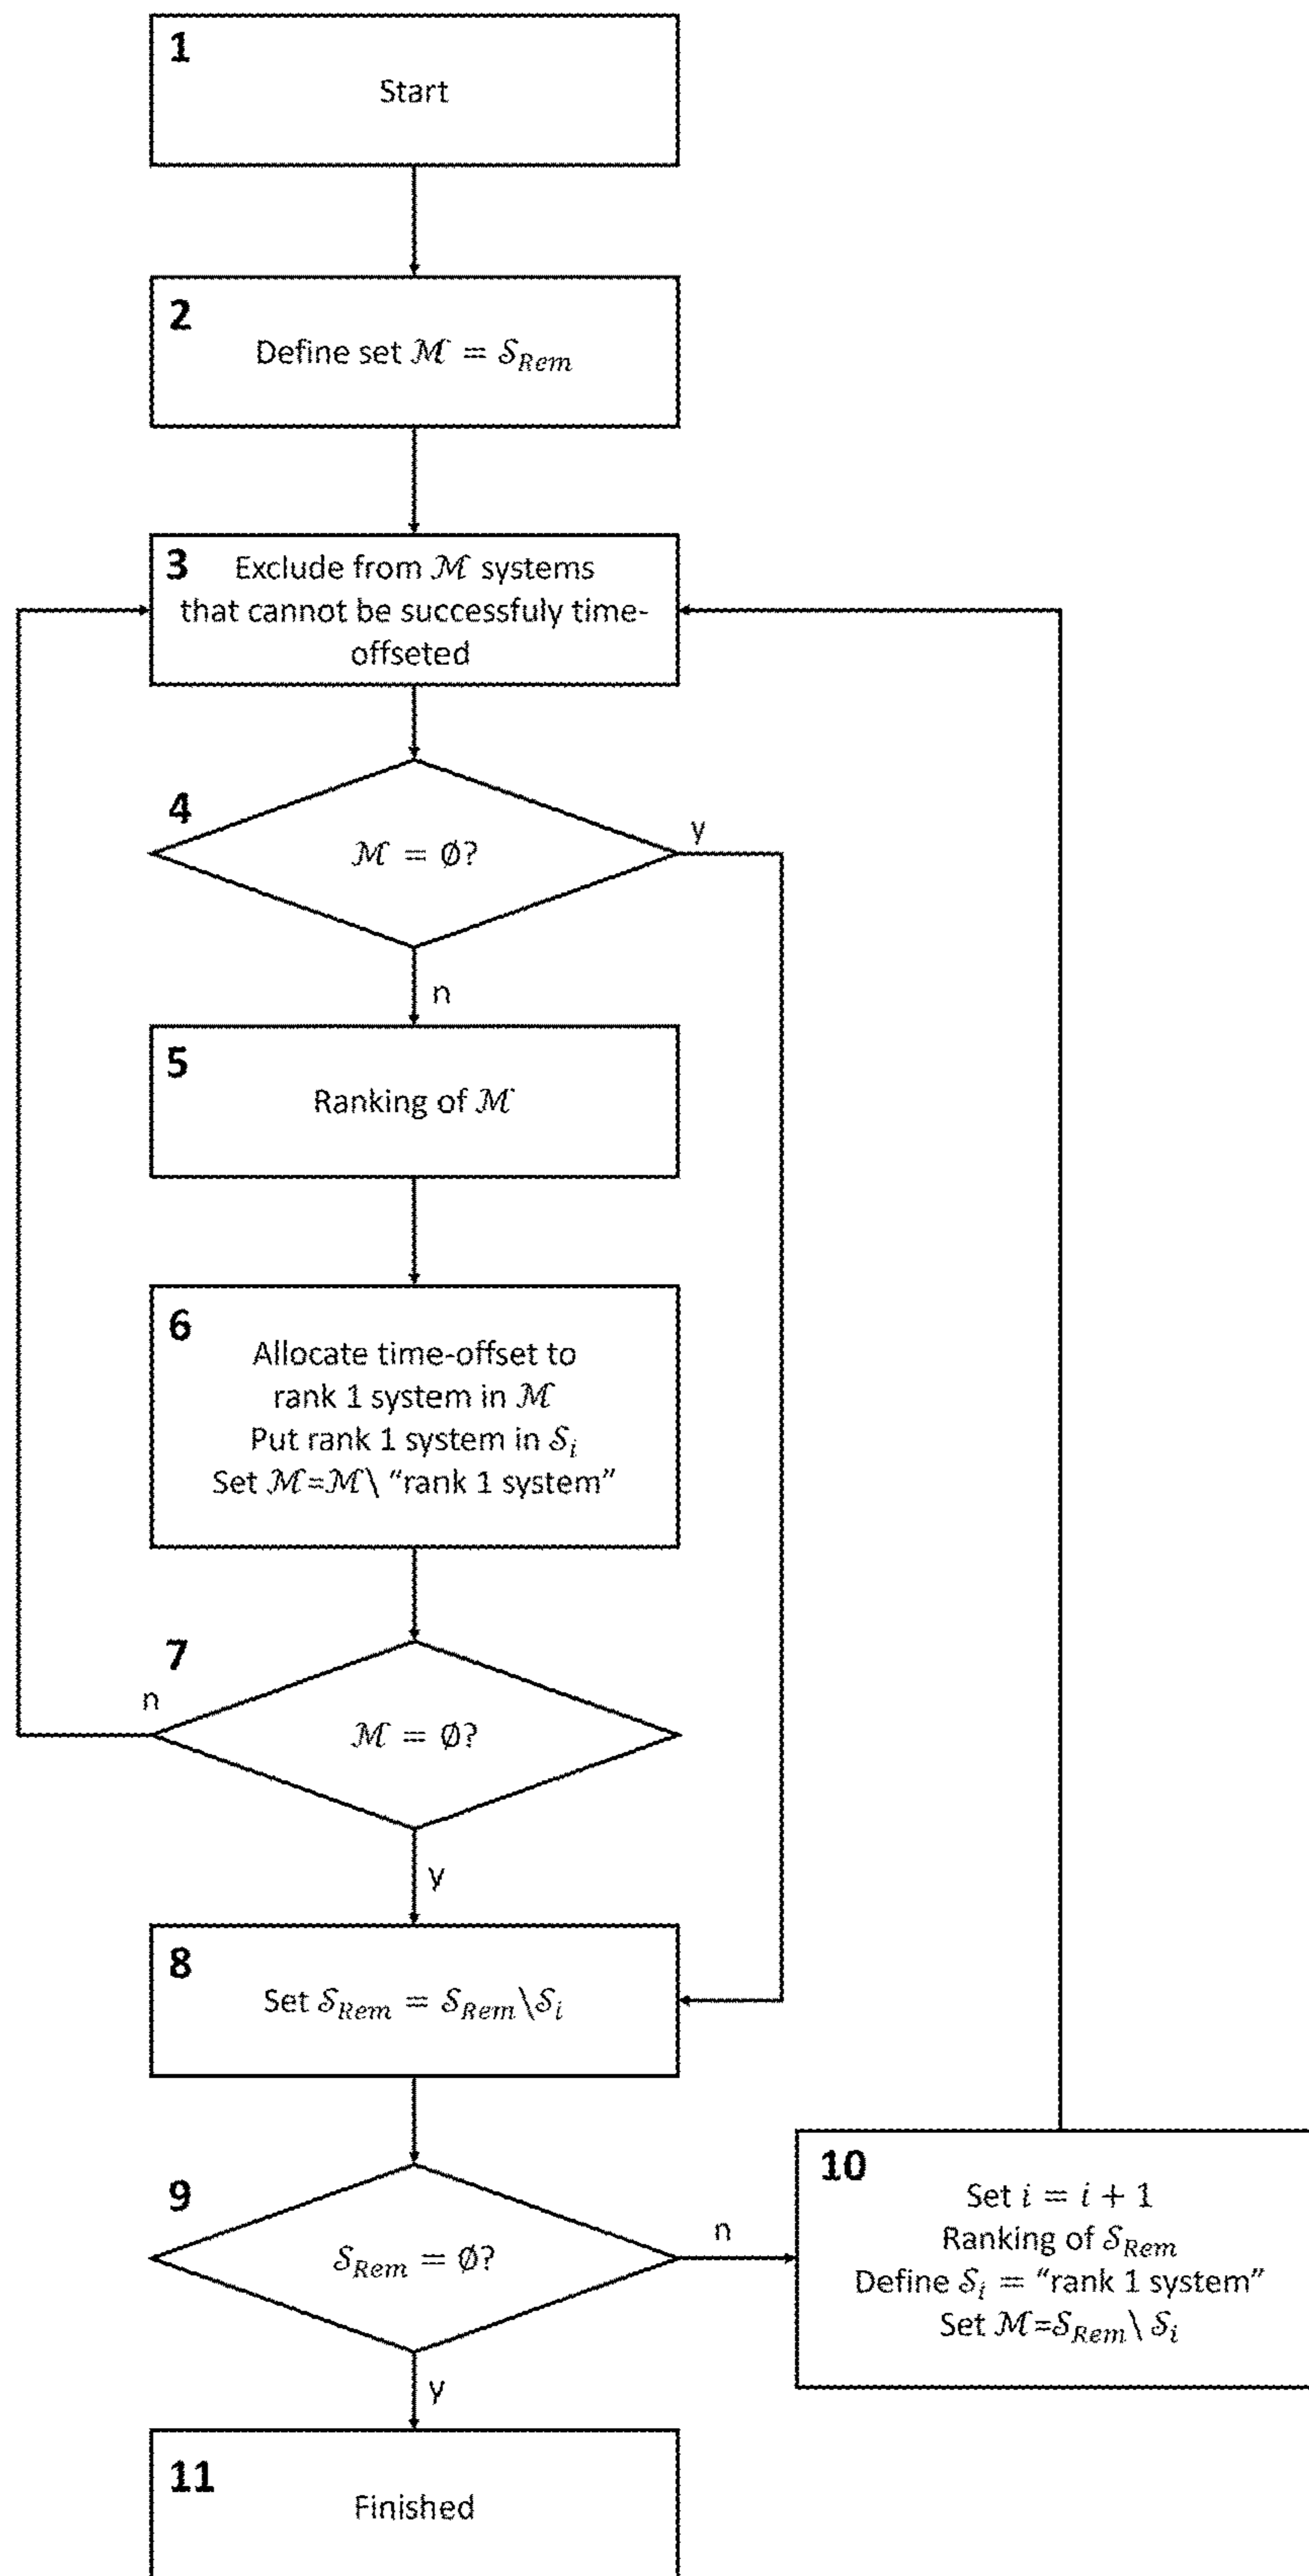 1
Start
2
Define set ℳ = 𝒮_Rem
3
Exclude from ℳ systems
that cannot be successfuly time-
offseted
4
ℳ = ∅?
y
n
5
Ranking of ℳ
6
Allocate time-offset to
rank 1 system in ℳ
Put rank 1 system in 𝒮_i
Set ℳ=ℳ\ “rank 1 system”
7
n
ℳ = ∅?
y
8
Set 𝒮_Rem = 𝒮_Rem\𝒮_i
9
𝒮_Rem = ∅?
n
10
Set i = i + 1
Ranking of 𝒮_Rem
Define 𝒮_i = “rank 1 system”
Set ℳ=𝒮_Rem\ 𝒮_i
y
11
Finished